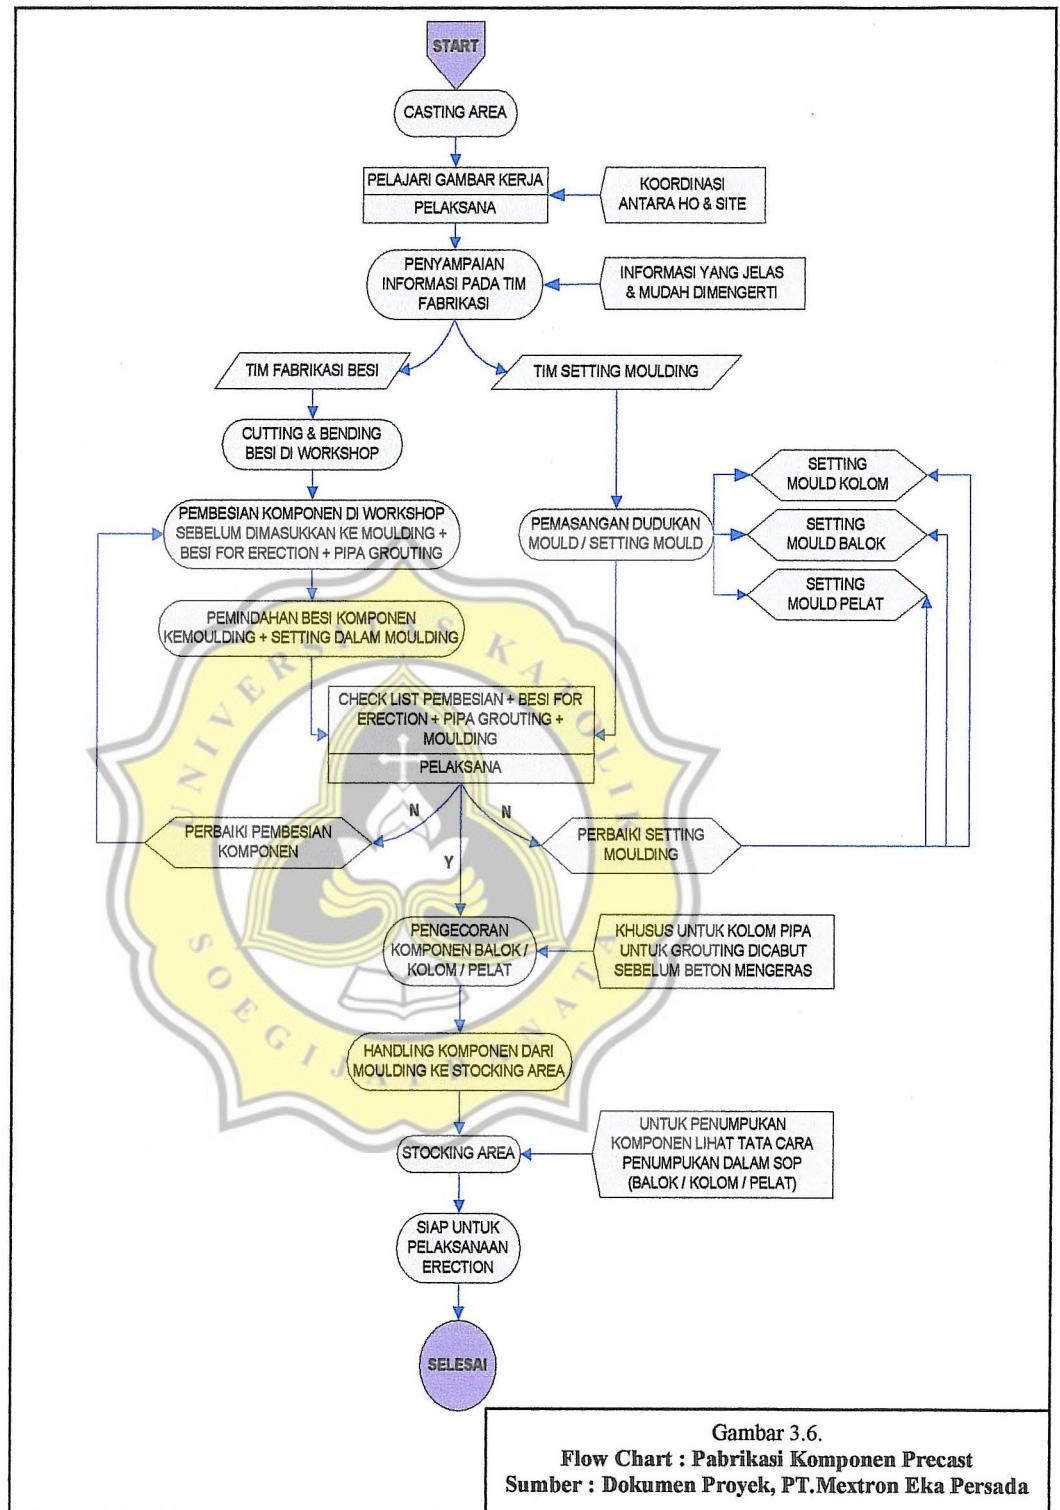 START
CASTING AREA
PELAJARI GAMBAR KERJA
PELAKSANA
KOORDINASI
ANTARA HO & SITE
PENYAMPAIAN
INFORMASI PADA TIM
FABRIKASI
INFORMASI YANG JELAS
& MUDAH DIMENGERTI
TIM FABRIKASI BESI
TIM SETTING MOULDING
CUTTING & BENDING
BESI DI WORKSHOP
SETTING
MOULD KOLOM
PEMBESIAN KOMPONEN DI WORKSHOP
SEBELUM DIMASUKKAN KE MOULDING +
BESI FOR ERECTION + PIPA GROUTING
PEMASANGAN DUDUKAN
MOULD / SETTING MOULD
SETTING
MOULD BALOK
SETTING
MOULD PELAT
PEMINDAHAN BESI KOMPONEN
KEMOULDING + SETTING DALAM MOULDING
CHECK LIST PEMBESIAN + BESI FOR
ERECTION + PIPA GROUTING +
MOULDING
PELAKSANA
N
N
Y
PERBAIKI PEMBESIAN
KOMPONEN
PERBAIKI SETTING
MOULDING
PENGECORAN
KOMPONEN BALOK /
KOLOM / PELAT
KHUSUS UNTUK KOLOM PIPA
UNTUK GROUTING DICABUT
SEBELUM BETON MENGERAS
HANDLING KOMPONEN DARI
MOULDING KE STOCKING AREA
STOCKING AREA
UNTUK PENUMPUKAN
KOMPONEN LIHAT TATA CARA
PENUMPUKAN DALAM SOP
(BALOK / KOLOM / PELAT)
SIAP UNTUK
PELAKSANAAN
ERECTION
SELESAI
UNIVERSITAS KATOLIK
SOEGIJAPRANATA
Gambar 3.6.
Flow Chart : Pabrikasi Komponen Precast
Sumber : Dokumen Proyek, PT.Mextron Eka Persada